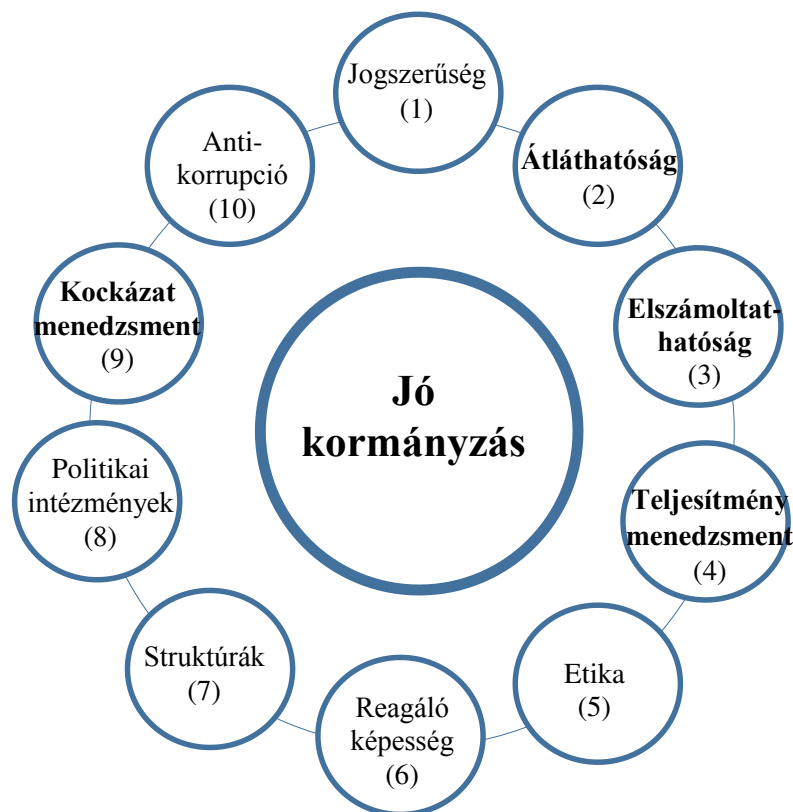 Jogszerűség
(1)
Átláthatóság
(2)
Elszámoltat-
hatóság
(3)
Teljesítmény
menedzsment
(4)
Etika
(5)
Reagáló
képesség
(6)
Struktúrák
(7)
Politikai
intézmények
(8)
Kockázat
menedzsment
(9)
Anti-
korrupció
(10)
Jó
kormányzás